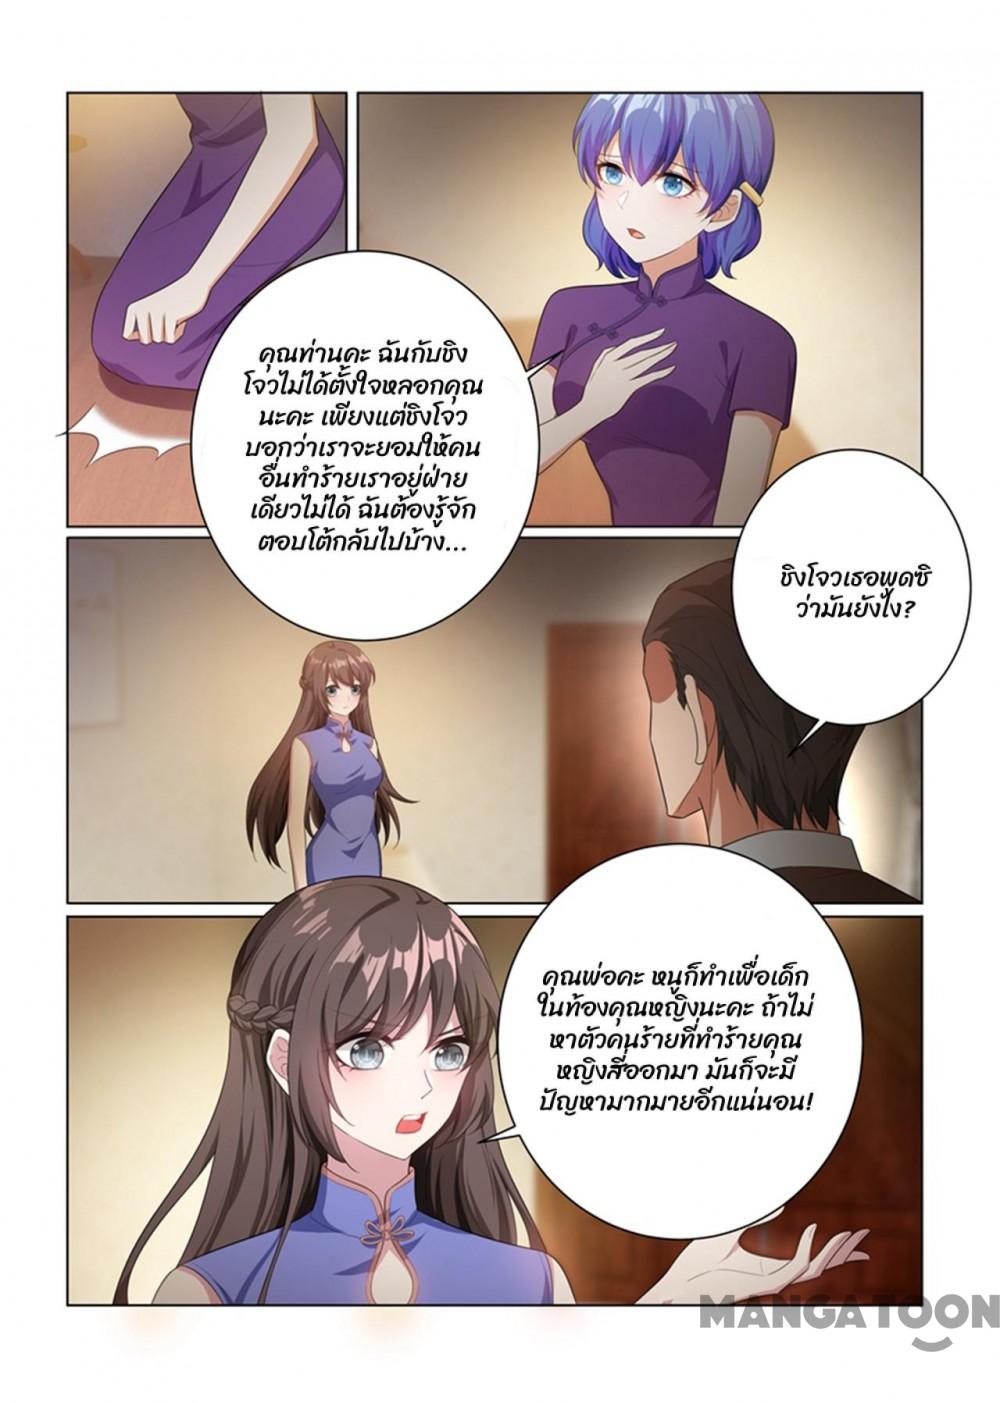 คุณท่านคะ ฉันกับชิง
โจวไม่ได้ตั้งใจหลอกคุณ
นะคะ เพียงแต่ชิงโจว
บอกว่าเราจะยอมให้คน
อื่นทำร้ายเราอยู่ฝ่าย
เดียวไม่ได้ ฉันต้องรู้จัก
ตอบโต้กลับไปบ้าง...
ชิงโจวเธอพูดซิ
ว่ามันยังไง?
คุณพ่อคะ หนูก็ทำเพื่อเด็ก
ในท้องคุณหญิงนะคะ ถ้าไม่
หาตัวคนร้ายที่ทำร้ายคุณ
หญิงสี่ออกมา มันก็จะมี
ปัญหามากมายอีกแน่นอน!
MANGATOON